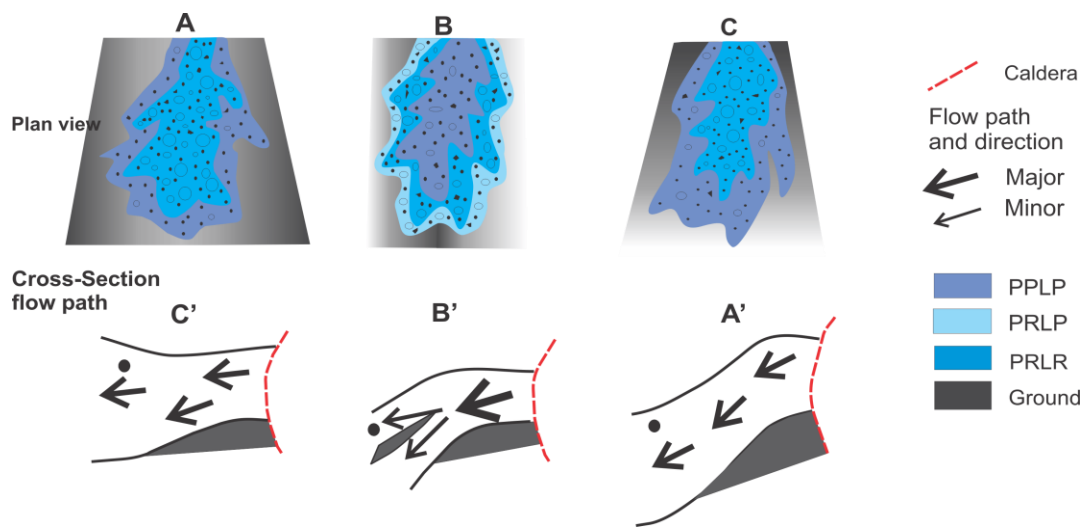 A
B
C
Plan view
Caldera
Flow path
and direction
Major
Minor
Cross-Section
flow path
C’
B’
A’
PPLP
PRLP
PRLR
Ground